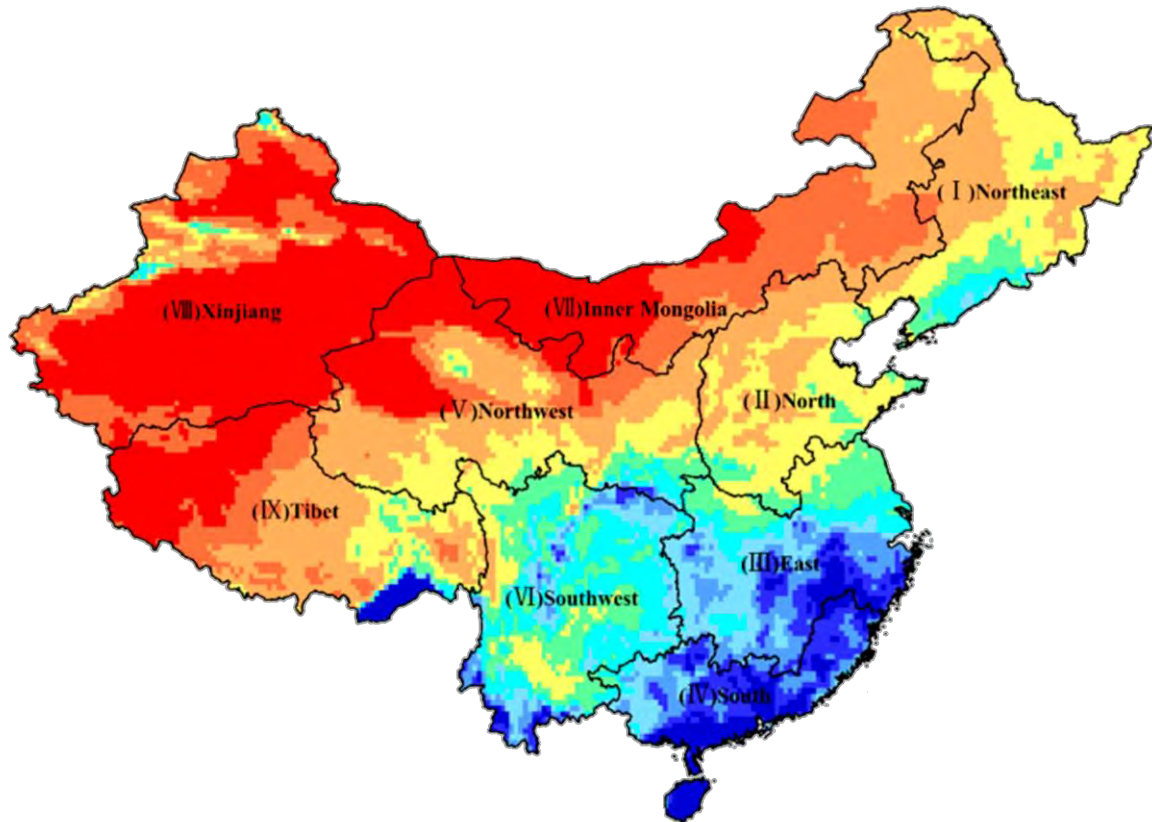 (Ⅰ)Northeast
(Ⅷ)Xinjiang
(Ⅶ)Inner Mongolia
(Ⅱ)North
(Ⅴ)Northwest
(Ⅸ)Tibet
(Ⅲ)East
(Ⅵ)Southwest
(Ⅳ)South